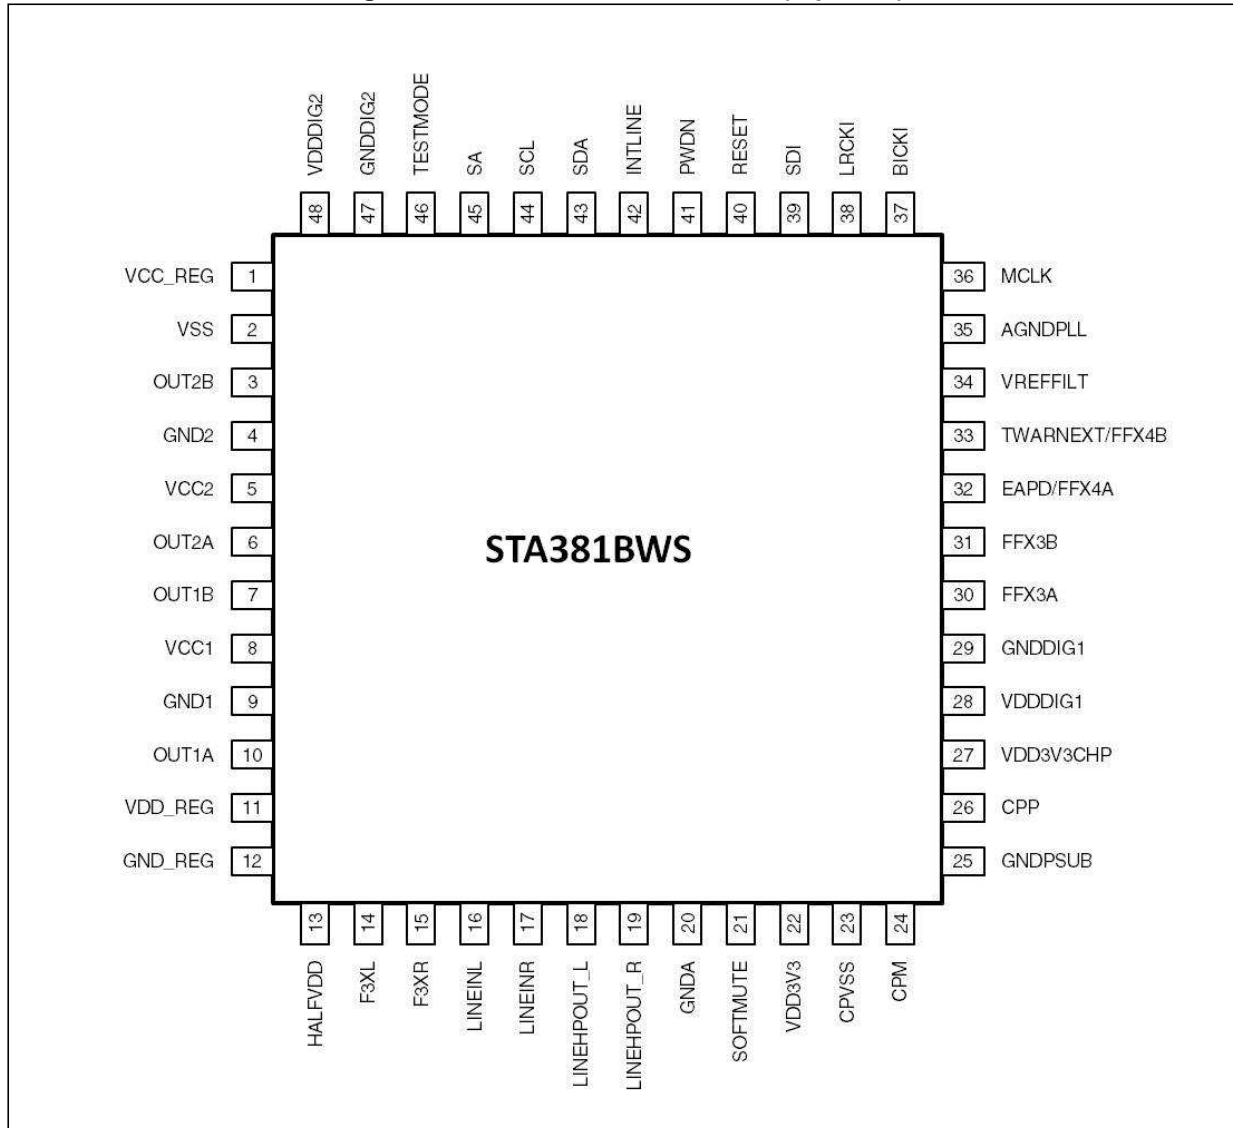 VDDDIG2
GNDDIG2
TESTMODE
SA
SCL
SDA
INTLINE
PWDN
RESET
SDI
LRCKI
BICKI
48
47
46
45
44
43
42
41
40
39
38
37
VCC_REG 1
VSS 2
OUT2B 3
GND2 4
VCC2 5
OUT2A 6
OUT1B 7
VCC1 8
GND1 9
OUT1A 10
VDD_REG 11
GND_REG 12
STA381BWS
36 MCLK
35 AGNDPLL
34 VREFFILT
33 TWARNEXT/FFX4B
32 EAPD/FFX4A
31 FFX3B
30 FFX3A
29 GNDDIG1
28 VDDDIG1
27 VDD3V3CHP
26 CPP
25 GNDPSUB
13
14
15
16
17
18
19
20
21
22
23
24
HALFVDD
F3XL
F3XR
LINEINL
LINEINR
LINEHPOUT_L
LINEHPOUT_R
GNDA
SOFTMUTE
VDD3V3
CPVSS
CPM